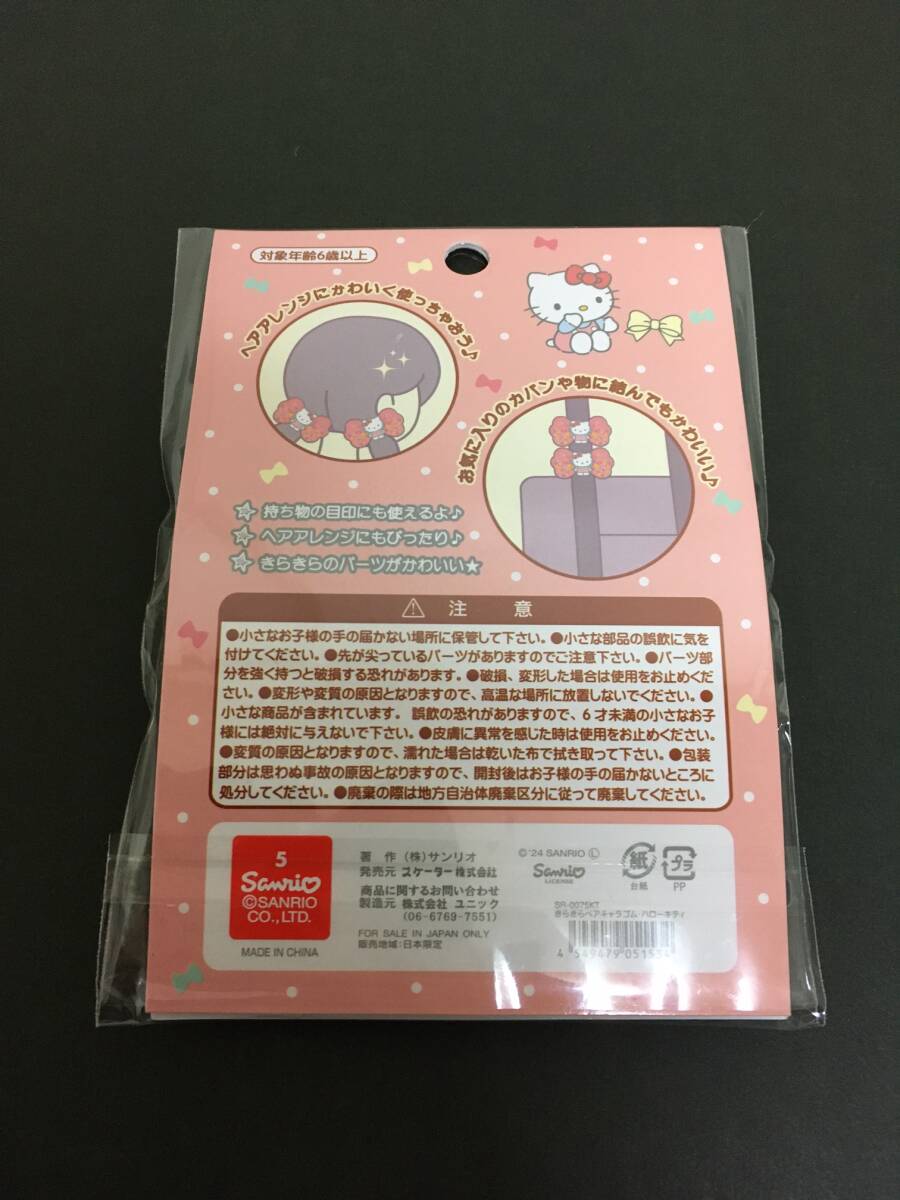 対象年齢6歳以上
ヘアアレンジにかわいく使っちゃおう♪
お気に入りのカバンや物に結んでもかわいい♪
持ち物の目印にも使えるよ♪
ヘアアレンジにもぴったり♪
きらきらのパーツがかわいい★
⚠ 注 意
●小さなお子様の手の届かない場所に保管して下さい。●小さな部品の誤飲に気を
付けてください。●先が尖っているパーツがありますのでご注意下さい。●パーツ部
分を強く持つと破損する恐れがあります。●破損、変形した場合は使用をお止めくだ
さい。●変形や変質の原因となりますので、高温な場所に放置しないでください。●
小さな商品が含まれています。誤飲の恐れがありますので、6才未満の小さなお子
様には絶対に与えないで下さい。●皮膚に異常を感じた時は使用をお止めください。
●変質の原因となりますので、濡れた場合は乾いた布で拭き取って下さい。●包装
部分は思わぬ事故の原因となりますので、開封後はお子様の手の届かないところに
処分してください。●廃棄の際は地方自治体廃棄区分に従って廃棄してください。
5
Sanrio
©SANRIO
CO.,LTD.
MADE IN CHINA
著 作 (株)サンリオ
発売元 スケーター株式会社
商品に関するお問い合わせ
製造元 株式会社 ユニック
(06-6769-7551)
FOR SALE IN JAPAN ONLY
販売地域:日本限定
©'24 SANRIO Ⓛ
Sanrio
LICENSE
紙
台紙
プラ
PP
SR-0075KT
きらきらヘアキャラゴム・ハローキティ
4 549479 051534